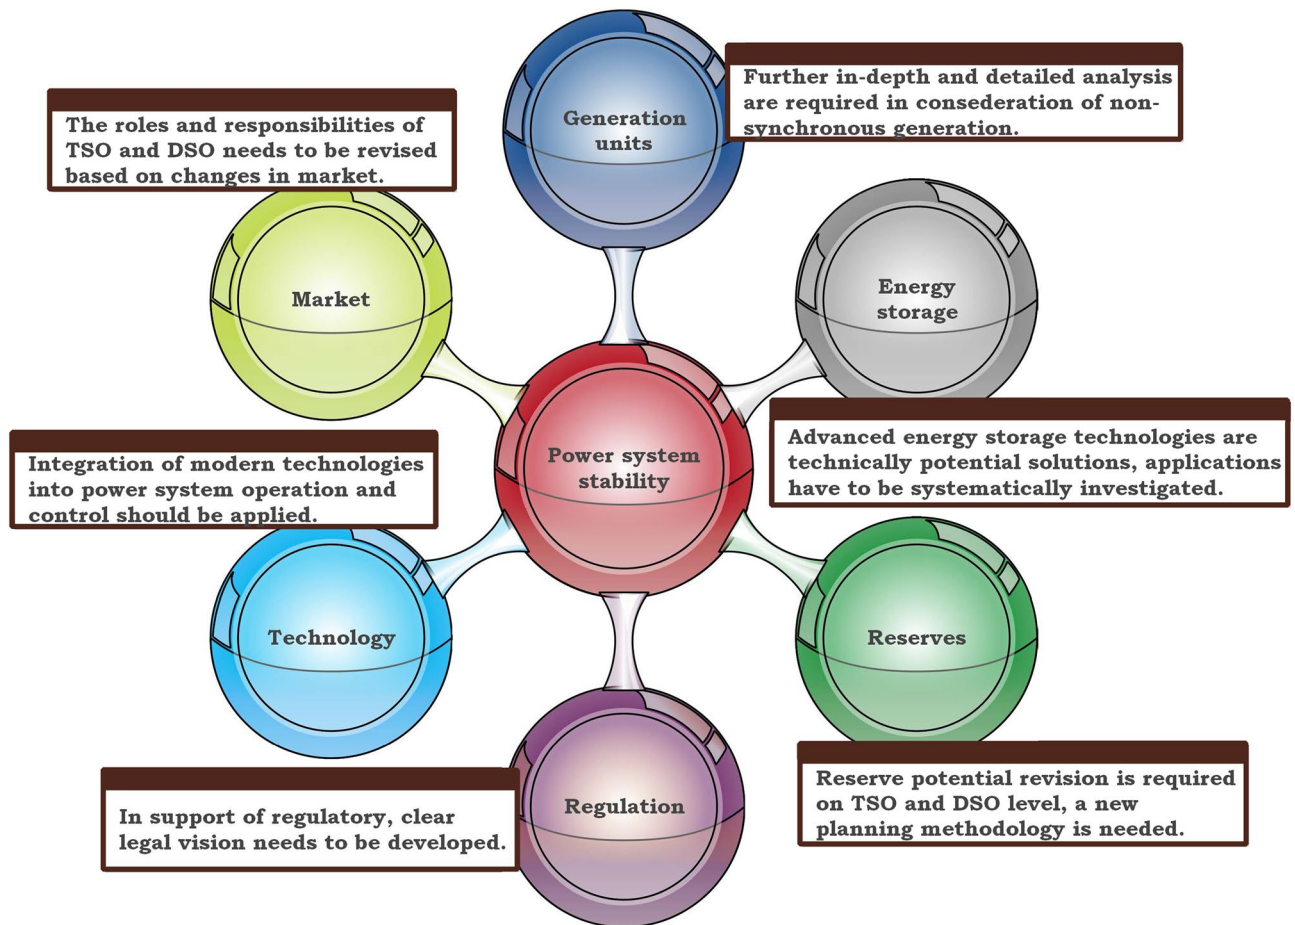 Generation
units
Further in-depth and detailed analysis
are required in consederation of non-
synchronous generation.
The roles and responsibilities of
TSO and DSO needs to be revised
based on changes in market.
Market
Energy
storage
Power system
stability
Advanced energy storage technologies are
technically potential solutions, applications
have to be systematically investigated.
Integration of modern technologies
into power system operation and
control should be applied.
Technology
Reserves
Regulation
Reserve potential revision is required
on TSO and DSO level, a new
planning methodology is needed.
In support of regulatory, clear
legal vision needs to be developed.